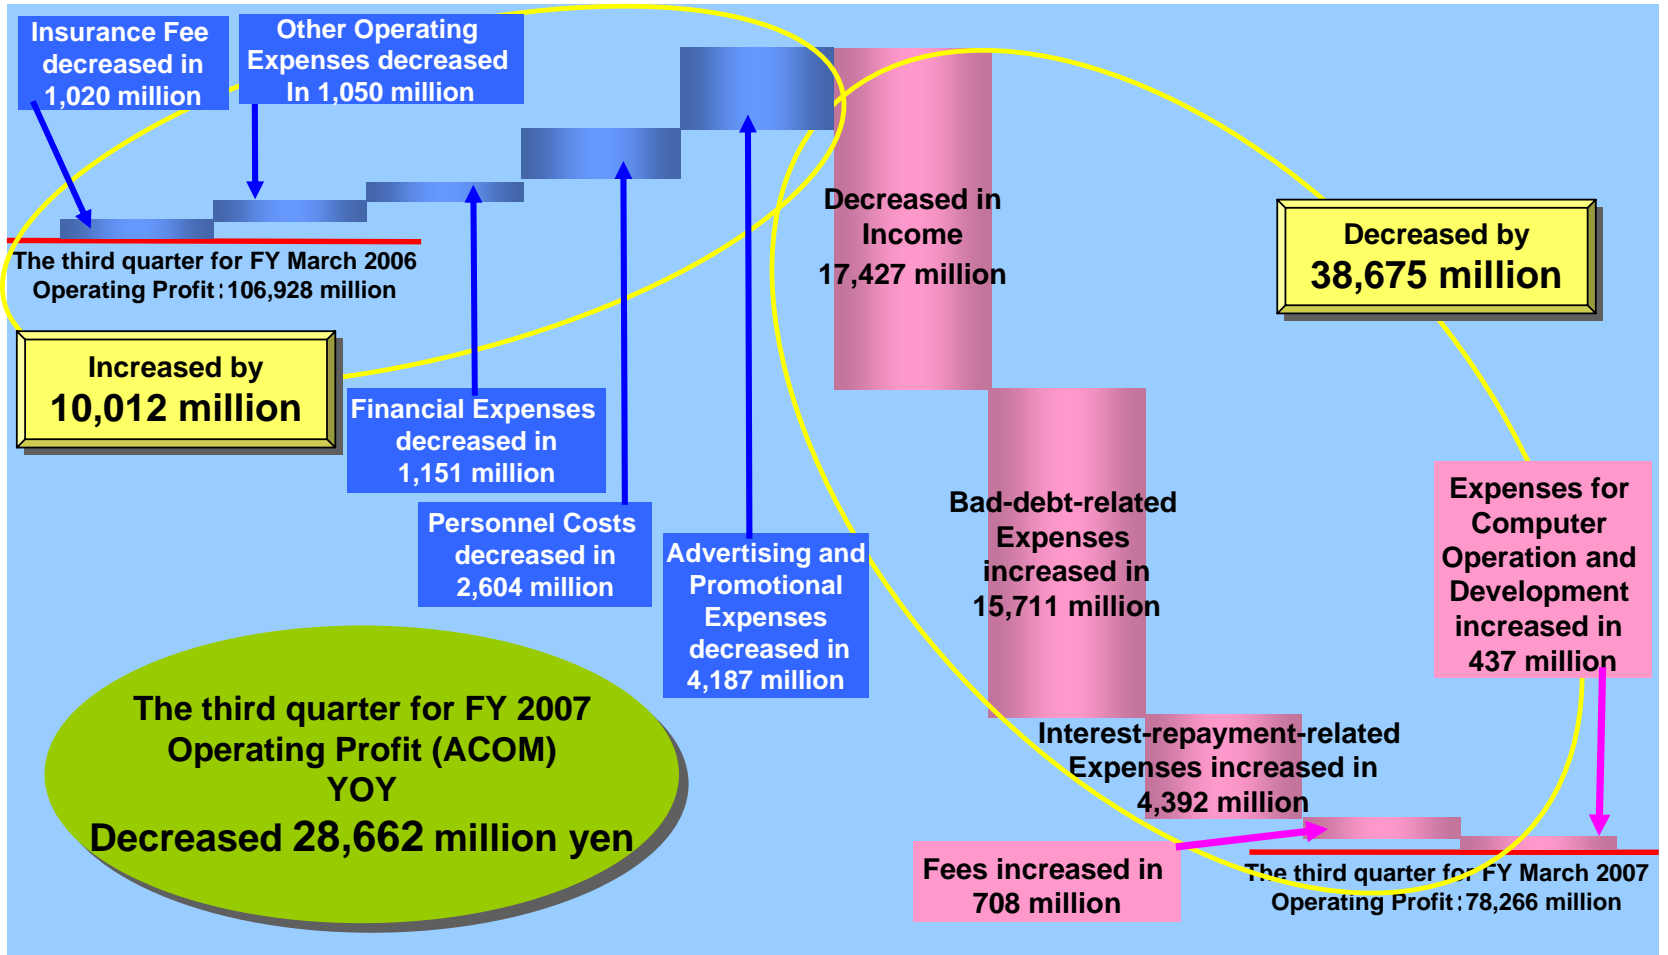 Insurance Fee
decreased in
1,020 million
Other Operating
Expenses decreased
In 1,050 million
The third quarter for FY March 2006
Operating Profit:106,928 million
Increased by
10,012 million
Financial Expenses
decreased in
1,151 million
Personnel Costs
decreased in
2,604 million
Advertising and
Promotional
Expenses
decreased in
4,187 million
Decreased in
Income
17,427 million
Decreased by
38,675 million
Bad-debt-related
Expenses
increased in
15,711 million
Expenses for
Computer
Operation and
Development
increased in
437 million
Interest-repayment-related
Expenses increased in
4,392 million
Fees increased in
708 million
The third quarter for FY March 2007
Operating Profit:78,266 million
The third quarter for FY 2007
Operating Profit (ACOM)
YOY
Decreased 28,662 million yen